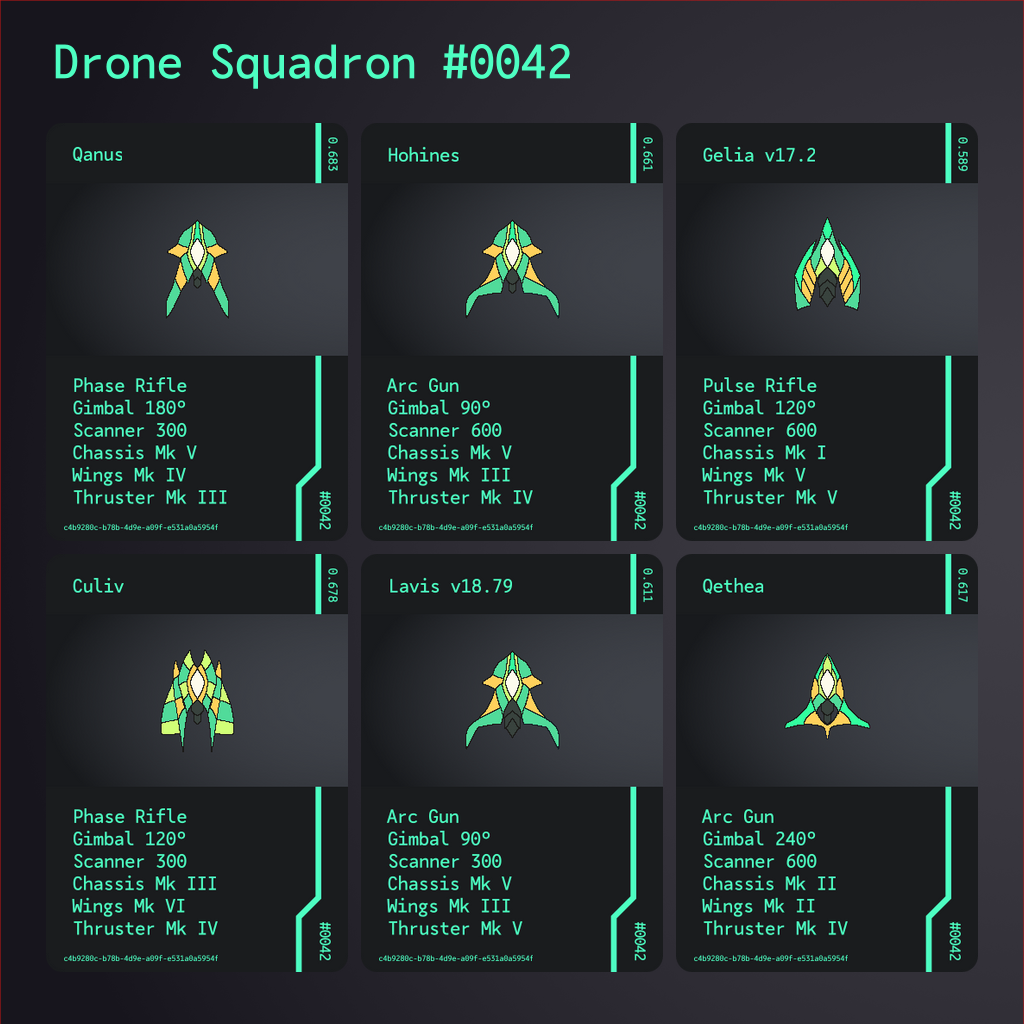 Drone Squadron #0042
Qanus
0.683
Phase Rifle
Gimbal 180°
Scanner 300
Chassis Mk V
Wings Mk IV
Thruster Mk III
#0042
c4b9280c-b78b-4d9e-a09f-e531a0a5954f
Hohines
0.661
Arc Gun
Gimbal 90°
Scanner 600
Chassis Mk V
Wings Mk III
Thruster Mk IV
#0042
c4b9280c-b78b-4d9e-a09f-e531a0a5954f
Gelia v17.2
0.589
Pulse Rifle
Gimbal 120°
Scanner 600
Chassis Mk I
Wings Mk V
Thruster Mk V
#0042
c4b9280c-b78b-4d9e-a09f-e531a0a5954f
Culiv
0.678
Phase Rifle
Gimbal 120°
Scanner 300
Chassis Mk III
Wings Mk VI
Thruster Mk IV
#0042
c4b9280c-b78b-4d9e-a09f-e531a0a5954f
Lavis v18.79
0.611
Arc Gun
Gimbal 90°
Scanner 300
Chassis Mk V
Wings Mk III
Thruster Mk V
#0042
c4b9280c-b78b-4d9e-a09f-e531a0a5954f
Qethea
0.617
Arc Gun
Gimbal 240°
Scanner 600
Chassis Mk II
Wings Mk II
Thruster Mk IV
#0042
c4b9280c-b78b-4d9e-a09f-e531a0a5954f